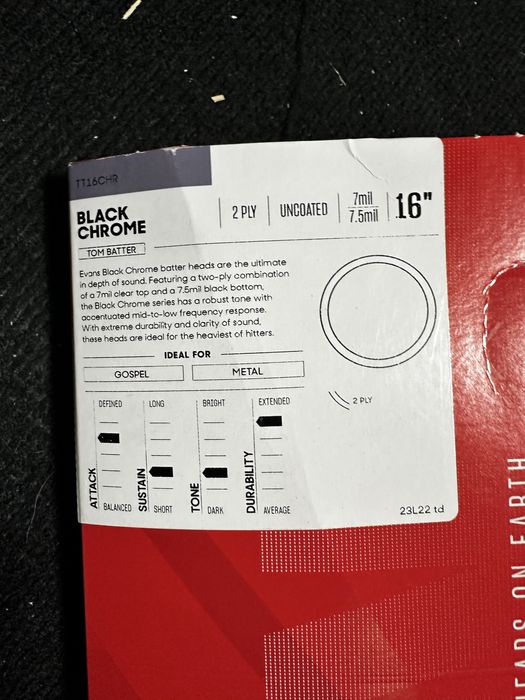 TT16CHR
BLACK
CHROME
2 PLY
UNCOATED
7mil
7.5mil
16"
TOM BATTER
Evans Black Chrome batter heads are the ultimate
in depth of sound. Featuring a two-ply combination
of a 7mil clear top and a 7.5mil black bottom,
the Black Chrome series has a robust tone with
accentuated mid-to-low frequency response.
With extreme durability and clarity of sound,
these heads are ideal for the heaviest of hitters.
IDEAL FOR
GOSPEL
METAL
2 PLY
DEFINED
LONG
BRIGHT
EXTENDED
ATTACK
SUSTAIN
TONE
DURABILITY
BALANCED
SHORT
DARK
AVERAGE
23L22 td
ON EARTH